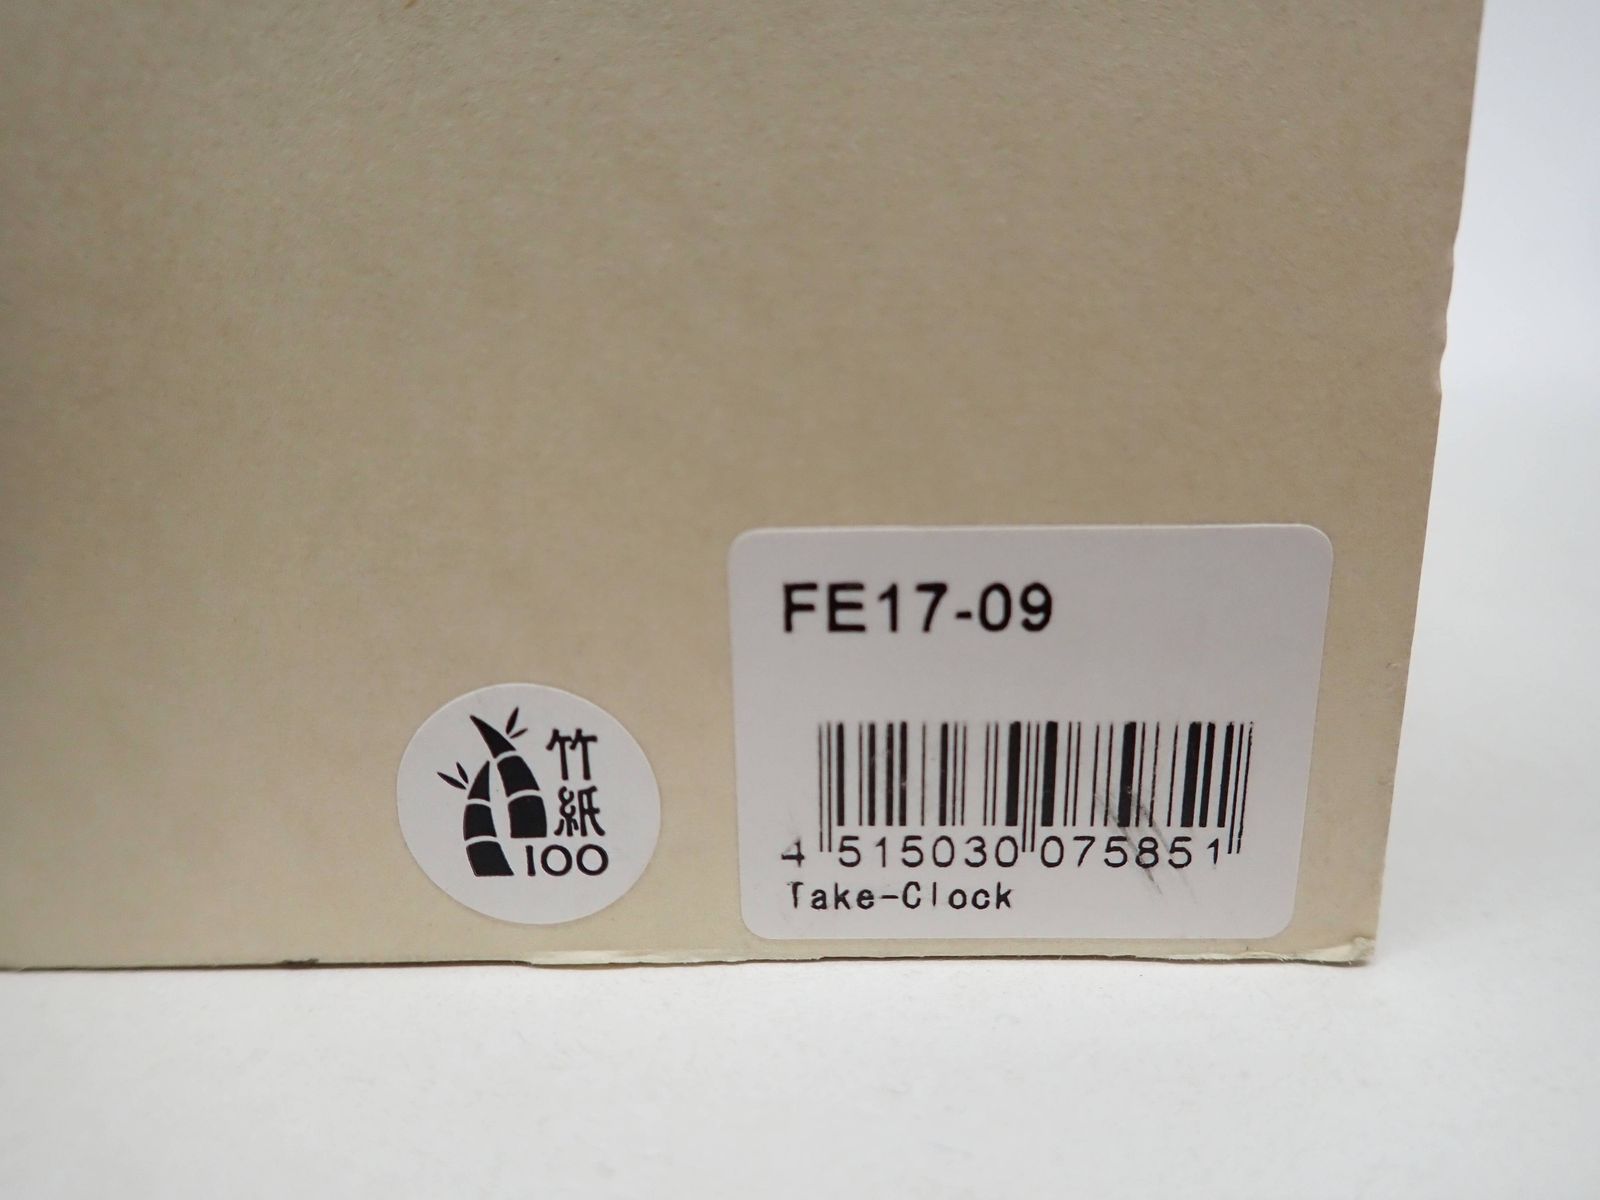 FE17-09
4 515030 075851
Take-Clock
竹
紙
100